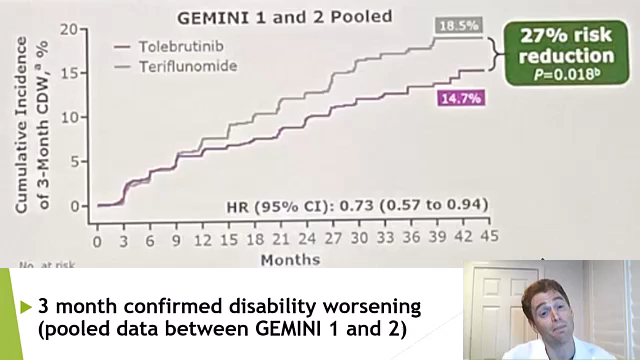 GEMINI 1 and 2 Pooled
Cumulative Incidence
of 3-Month CDW,ᵃ %
20
15
10
5
0
Tolebrutinib
Teriflunomide
18.5%
14.7%
27% risk
reduction
P=0.018ᵇ
HR (95% CI): 0.73 (0.57 to 0.94)
0 3 6 9 12 15 18 21 24 27 30 33 36 39 42 45
Months
No. at risk
3 month confirmed disability worsening
(pooled data between GEMINI 1 and 2)